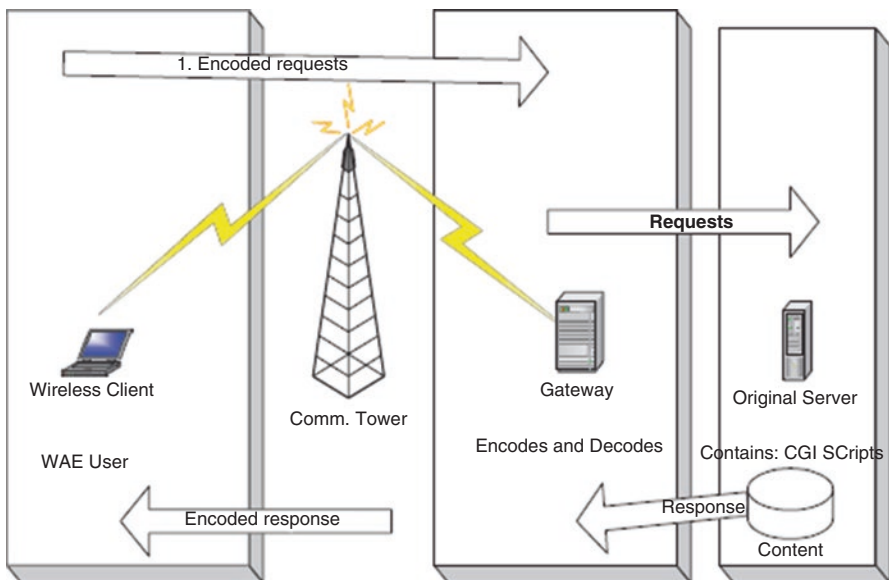 1. Encoded requests
Requests
Wireless Client
Comm. Tower
Gateway
Original Server
WAE User
Encodes and Decodes
Contains: CGI SCripts
Encoded response
Response
Content